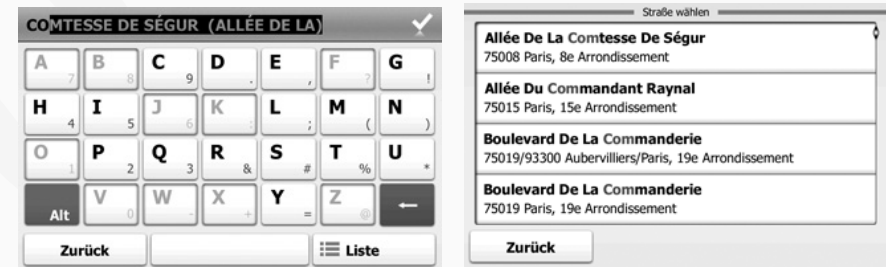 COMTESSE DE SÉGUR (ALLÉE DE LA)
A 7 B 8 C 9 D . E , F ? G !
H 4 I 5 J 6 K : L ; M ( N )
O 1 P 2 Q 3 R & S # T % U *
Alt V 0 W - X + Y = Z @
Zurück Liste
Straße wählen
Allée De La Comtesse De Ségur
75008 Paris, 8e Arrondissement
Allée Du Commandant Raynal
75015 Paris, 15e Arrondissement
Boulevard De La Commanderie
75019/93300 Aubervilliers/Paris, 19e Arrondissement
Boulevard De La Commanderie
75019 Paris, 19e Arrondissement
Zurück